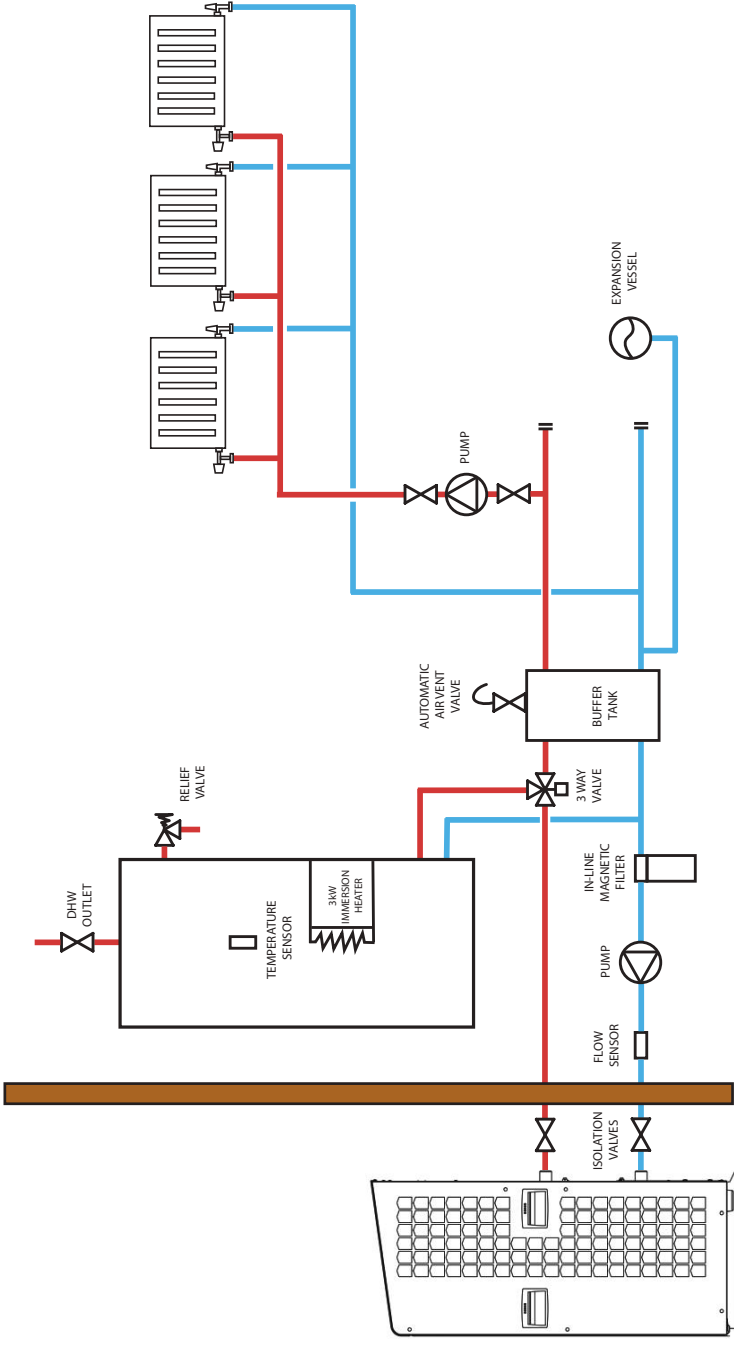 DHW
OUTLET
RELIEF
VALVE
TEMPERATURE
SENSOR
3kW
IMMERSION
HEATER
AUTOMATIC
AIR VENT
VALVE
PUMP
EXPANSION
VESSEL
3 WAY
VALVE
BUFFER
TANK
ISOLATION
VALVES
FLOW
SENSOR
PUMP
IN-LINE
MAGNETIC
FILTER